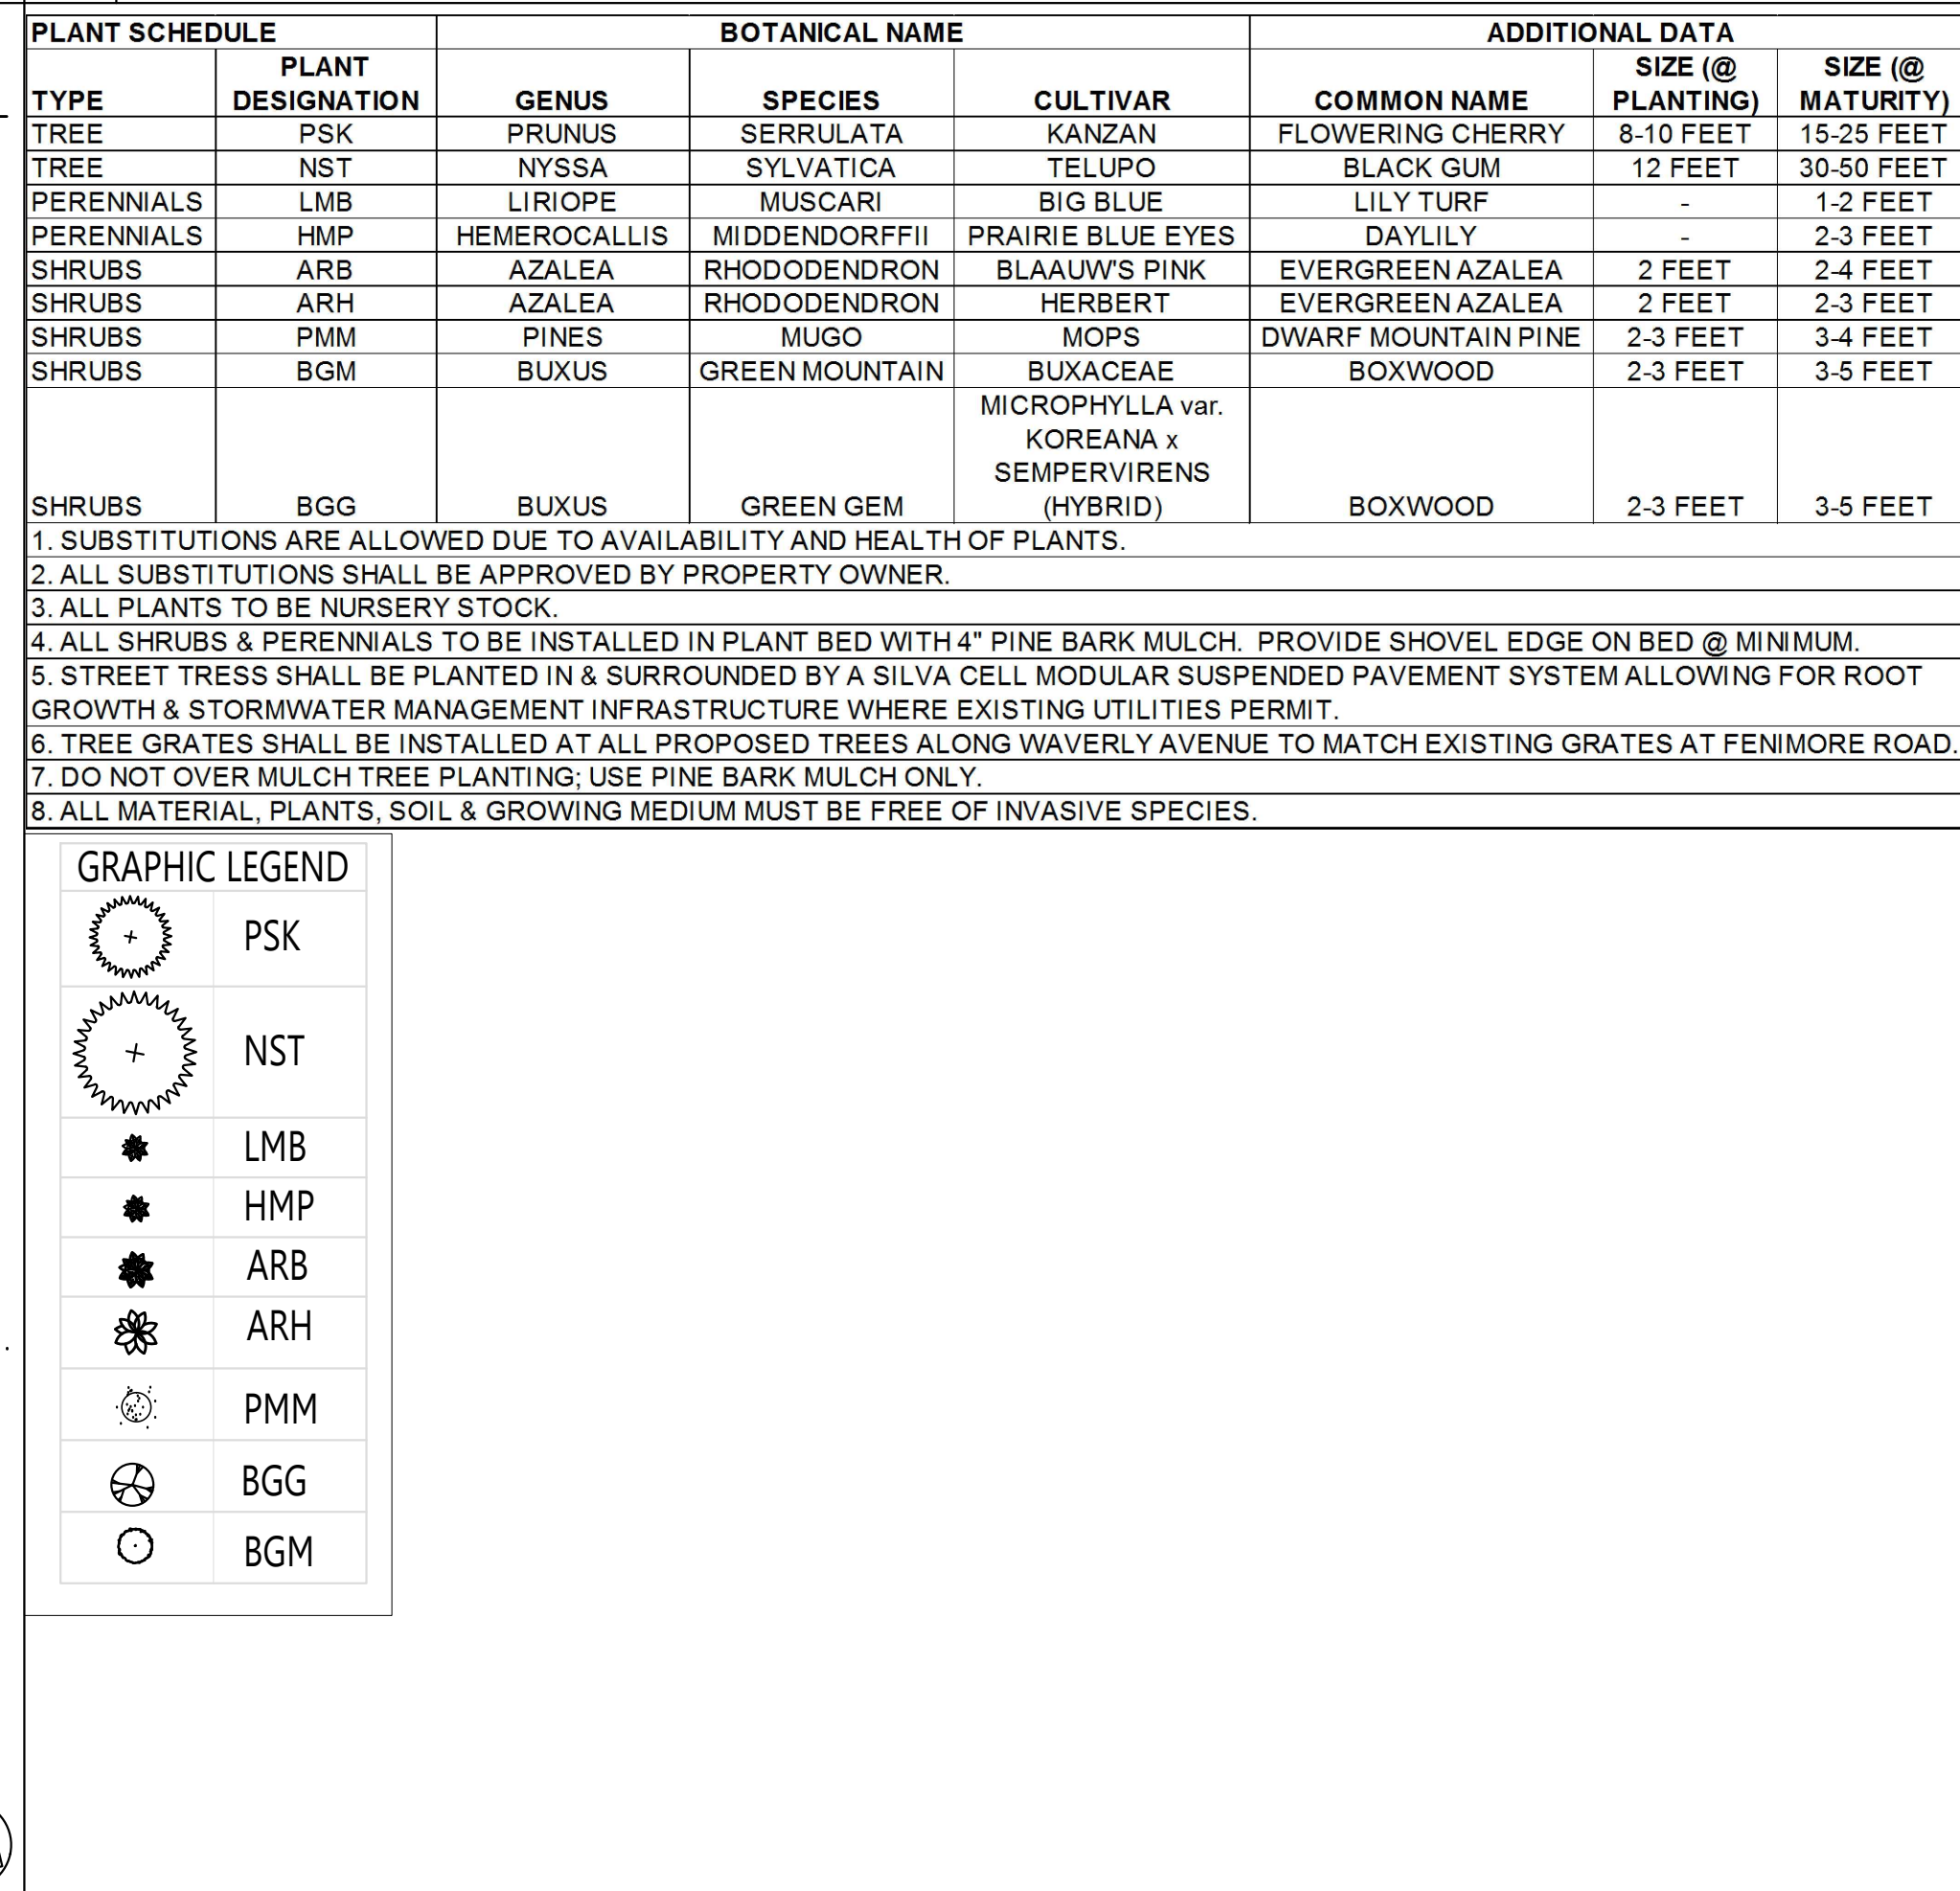 PLANT SCHEDULE BOTANICAL NAME ADDITIONAL DATA
TYPE PLANT DESIGNATION GENUS SPECIES CULTIVAR COMMON NAME SIZE (@ PLANTING) SIZE (@ MATURITY)
TREE PSK PRUNUS SERRULATA KANZAN FLOWERING CHERRY 8-10 FEET 15-25 FEET
TREE NST NYSSA SYLVATICA TELUPO BLACK GUM 12 FEET 30-50 FEET
PERENNIALS LMB LIRIOPE MUSCARI BIG BLUE LILY TURF - 1-2 FEET
PERENNIALS HMP HEMEROCALLIS MIDDENDORFFII PRAIRIE BLUE EYES DAYLILY - 2-3 FEET
SHRUBS ARB AZALEA RHODODENDRON BLAAUW'S PINK EVERGREEN AZALEA 2 FEET 2-4 FEET
SHRUBS ARH AZALEA RHODODENDRON HERBERT EVERGREEN AZALEA 2 FEET 2-3 FEET
SHRUBS PMM PINES MUGO MOPS DWARF MOUNTAIN PINE 2-3 FEET 3-4 FEET
SHRUBS BGM BUXUS GREEN MOUNTAIN BUXACEAE BOXWOOD 2-3 FEET 3-5 FEET
SHRUBS BGG BUXUS GREEN GEM MICROPHYLLA var. KOREANA x SEMPERVIRENS (HYBRID) BOXWOOD 2-3 FEET 3-5 FEET
1. SUBSTITUTIONS ARE ALLOWED DUE TO AVAILABILITY AND HEALTH OF PLANTS.
2. ALL SUBSTITUTIONS SHALL BE APPROVED BY PROPERTY OWNER.
3. ALL PLANTS TO BE NURSERY STOCK.
4. ALL SHRUBS & PERENNIALS TO BE INSTALLED IN PLANT BED WITH 4" PINE BARK MULCH. PROVIDE SHOVEL EDGE ON BED @ MINIMUM.
5. STREET TRESS SHALL BE PLANTED IN & SURROUNDED BY A SILVA CELL MODULAR SUSPENDED PAVEMENT SYSTEM ALLOWING FOR ROOT
GROWTH & STORMWATER MANAGEMENT INFRASTRUCTURE WHERE EXISTING UTILITIES PERMIT.
6. TREE GRATES SHALL BE INSTALLED AT ALL PROPOSED TREES ALONG WAVERLY AVENUE TO MATCH EXISTING GRATES AT FENIMORE ROAD.
7. DO NOT OVER MULCH TREE PLANTING; USE PINE BARK MULCH ONLY.
8. ALL MATERIAL, PLANTS, SOIL & GROWING MEDIUM MUST BE FREE OF INVASIVE SPECIES.
GRAPHIC LEGEND
PSK
NST
LMB
HMP
ARB
ARH
PMM
BGG
BGM